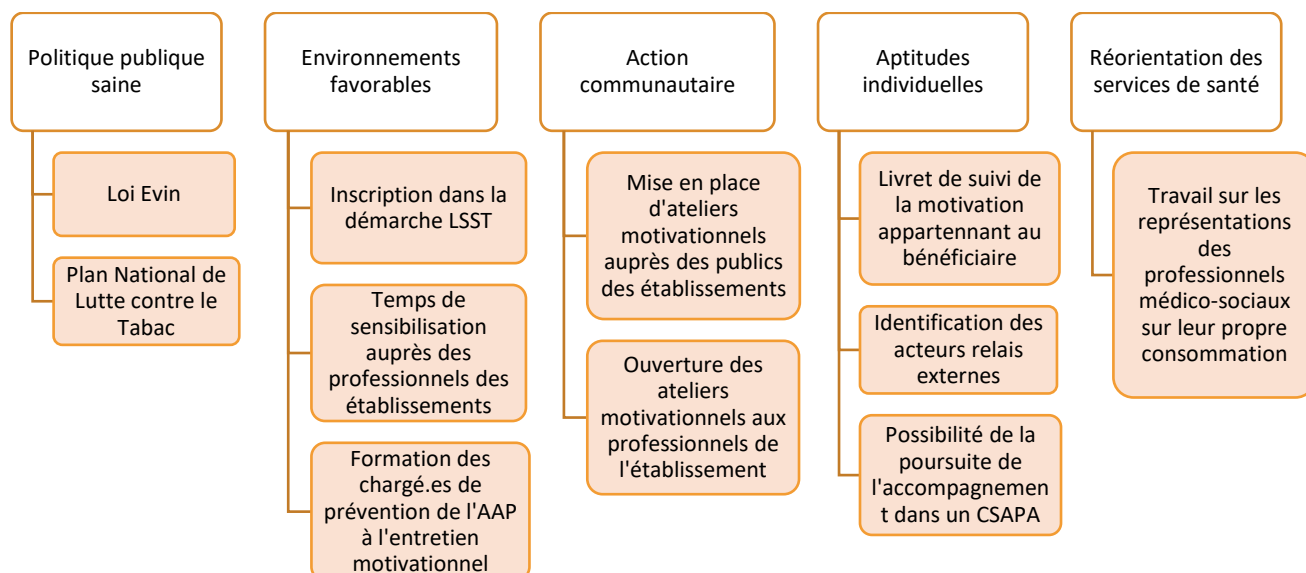 Politique publique
saine
Loi Evin
Plan National de
Lutte contre le
Tabac
Environnements
favorables
Inscription dans la
démarche LSST
Temps de
sensibilisation
auprès des
professionnels des
établissements
Formation des
chargé.es de
prévention de l'AAP
à l'entretien
motivationnel
Action
communautaire
Mise en place
d'ateliers
motivationnels
auprès des publics
des établissements
Ouverture des
ateliers
motivationnels aux
professionnels de
l'établissement
Aptitudes
individuelles
Livret de suivi de
la motivation
appartennant au
bénéficiaire
Identification des
acteurs relais
externes
Possibilité de la
poursuite de
l'accompagnemen
t dans un CSAPA
Réorientation des
services de santé
Travail sur les
représentations
des
professionnels
médico-sociaux
sur leur propre
consommation